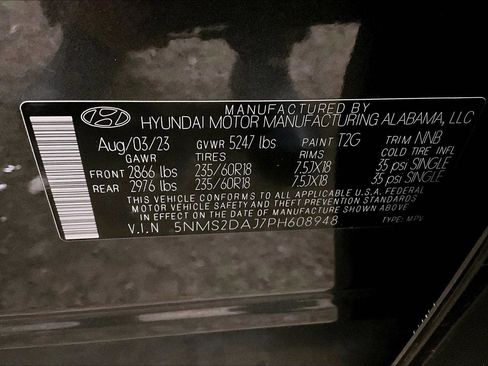 MANUFACTURED BY
HYUNDAI MOTOR MANUFACTURING ALABAMA, LLC
Aug/03/23 GVWR 5247 lbs PAINT T2G TRIM NNB
GAWR TIRES RIMS COLD TIRE INFL
FRONT 2866 lbs 235/60R18 7.5JX18 35 psi SINGLE
REAR 2976 lbs 235/60R18 7.5JX18 35 psi SINGLE
THIS VEHICLE CONFORMS TO ALL APPLICABLE U.S.A. FEDERAL
MOTOR VEHICLE SAFETY AND THEFT PREVENTION STANDARDS
IN EFFECT ON THE DATE OF MANUFACTURE SHOWN ABOVE.
V.I.N 5NMS2DAJ7PH608948 TYPE: MPV